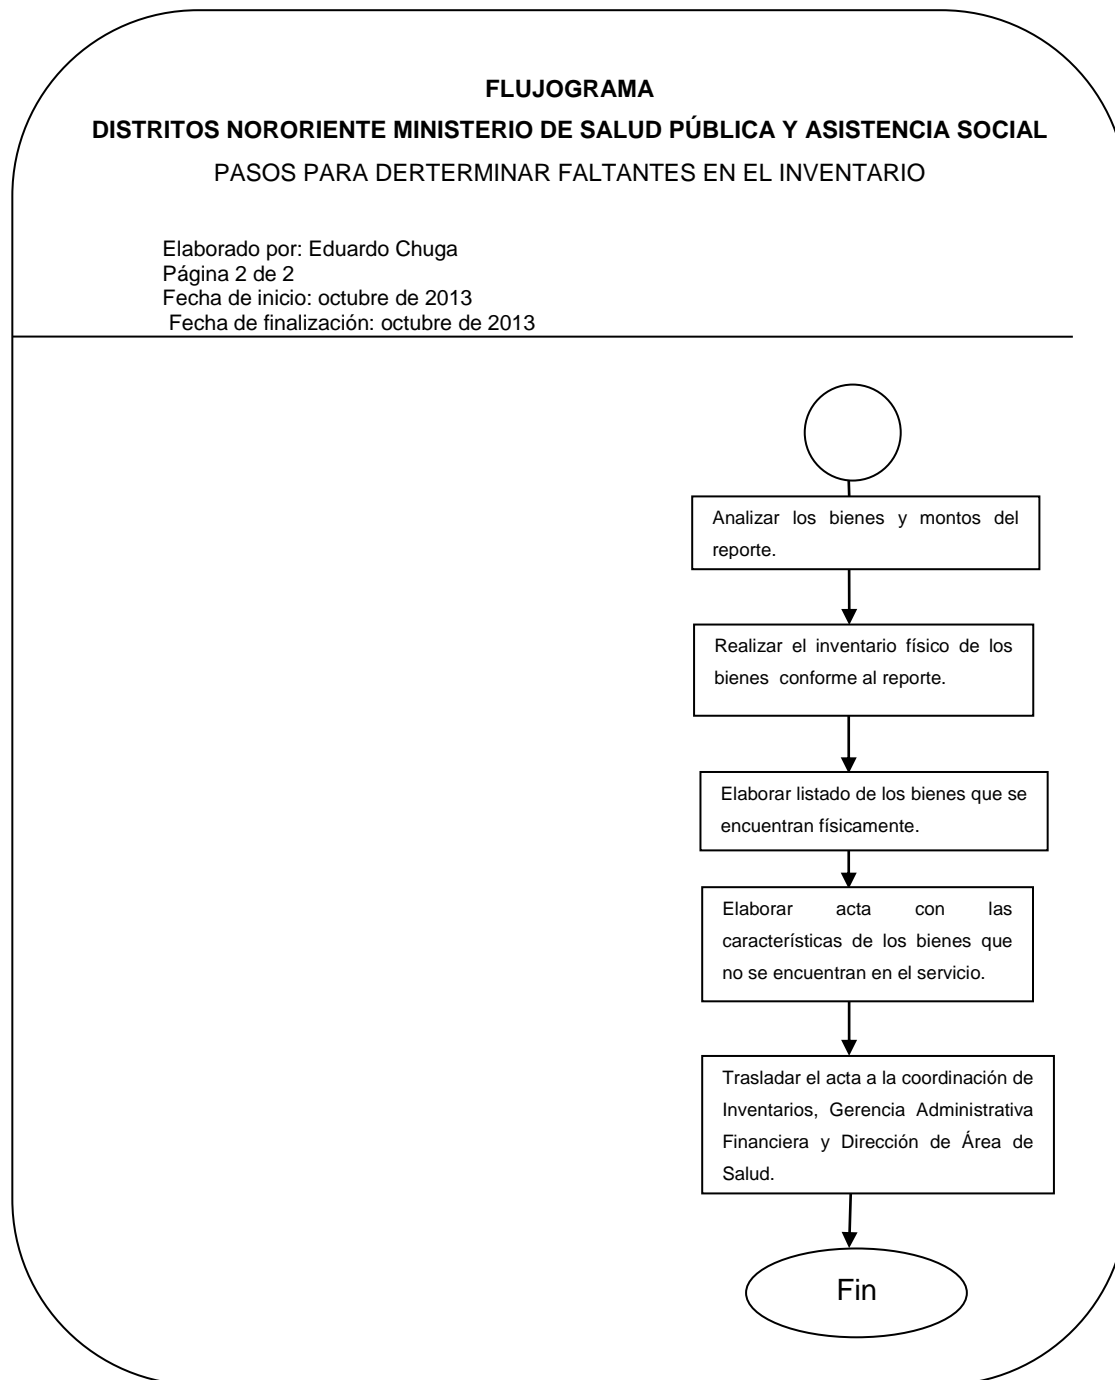 FLUJOGRAMA
DISTRITOS NORORIENTE MINISTERIO DE SALUD PÚBLICA Y ASISTENCIA SOCIAL
PASOS PARA DERTERMINAR FALTANTES EN EL INVENTARIO
Elaborado por: Eduardo Chuga
Página 2 de 2
Fecha de inicio: octubre de 2013
Fecha de finalización: octubre de 2013
Analizar los bienes y montos del
reporte.
Realizar el inventario físico de los
bienes conforme al reporte.
Elaborar listado de los bienes que se
encuentran físicamente.
Elaborar acta con las
características de los bienes que
no se encuentran en el servicio.
Trasladar el acta a la coordinación de
Inventarios, Gerencia Administrativa
Financiera y Dirección de Área de
Salud.
Fin